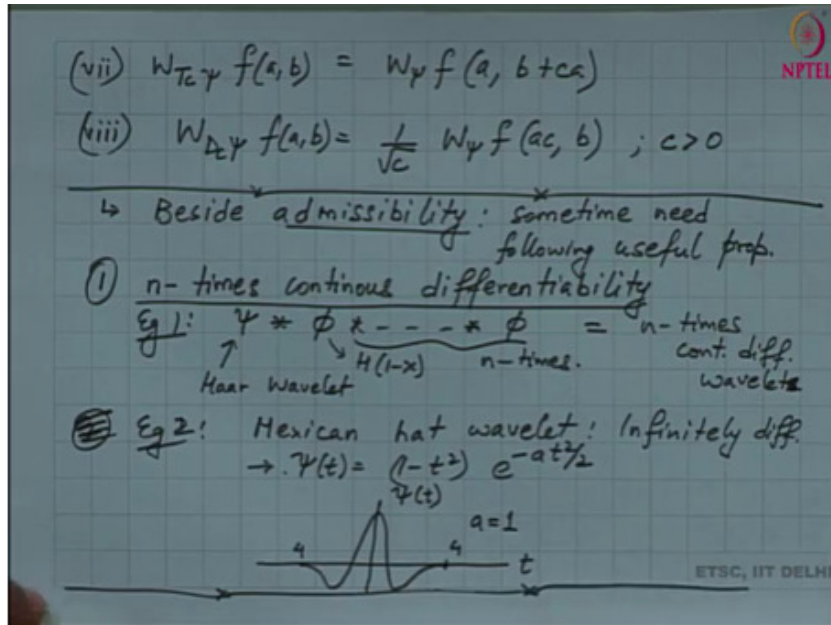 (vii) W_{Tc ψ} f(a,b) = W_ψ f(a, b+ca)
NPTEL
(viii) W_{Dc ψ} f(a,b) = 1/√c W_ψ f(ac, b) ; c>0
↳ Beside admissibility : sometime need
following useful prop.
① n-times continous differentiability
Eg 1: ψ * φ * - - - * φ = n-times
cont. diff.
wavelets
H(1-x) n-times.
Haar wavelet
Eg 2: Mexican hat wavelet : Infinitely diff.
→ ψ(t) = (1-t²) e^{-at²/2}
ψ(t)
a=1
4 4 t
ETSC, IIT DELHI